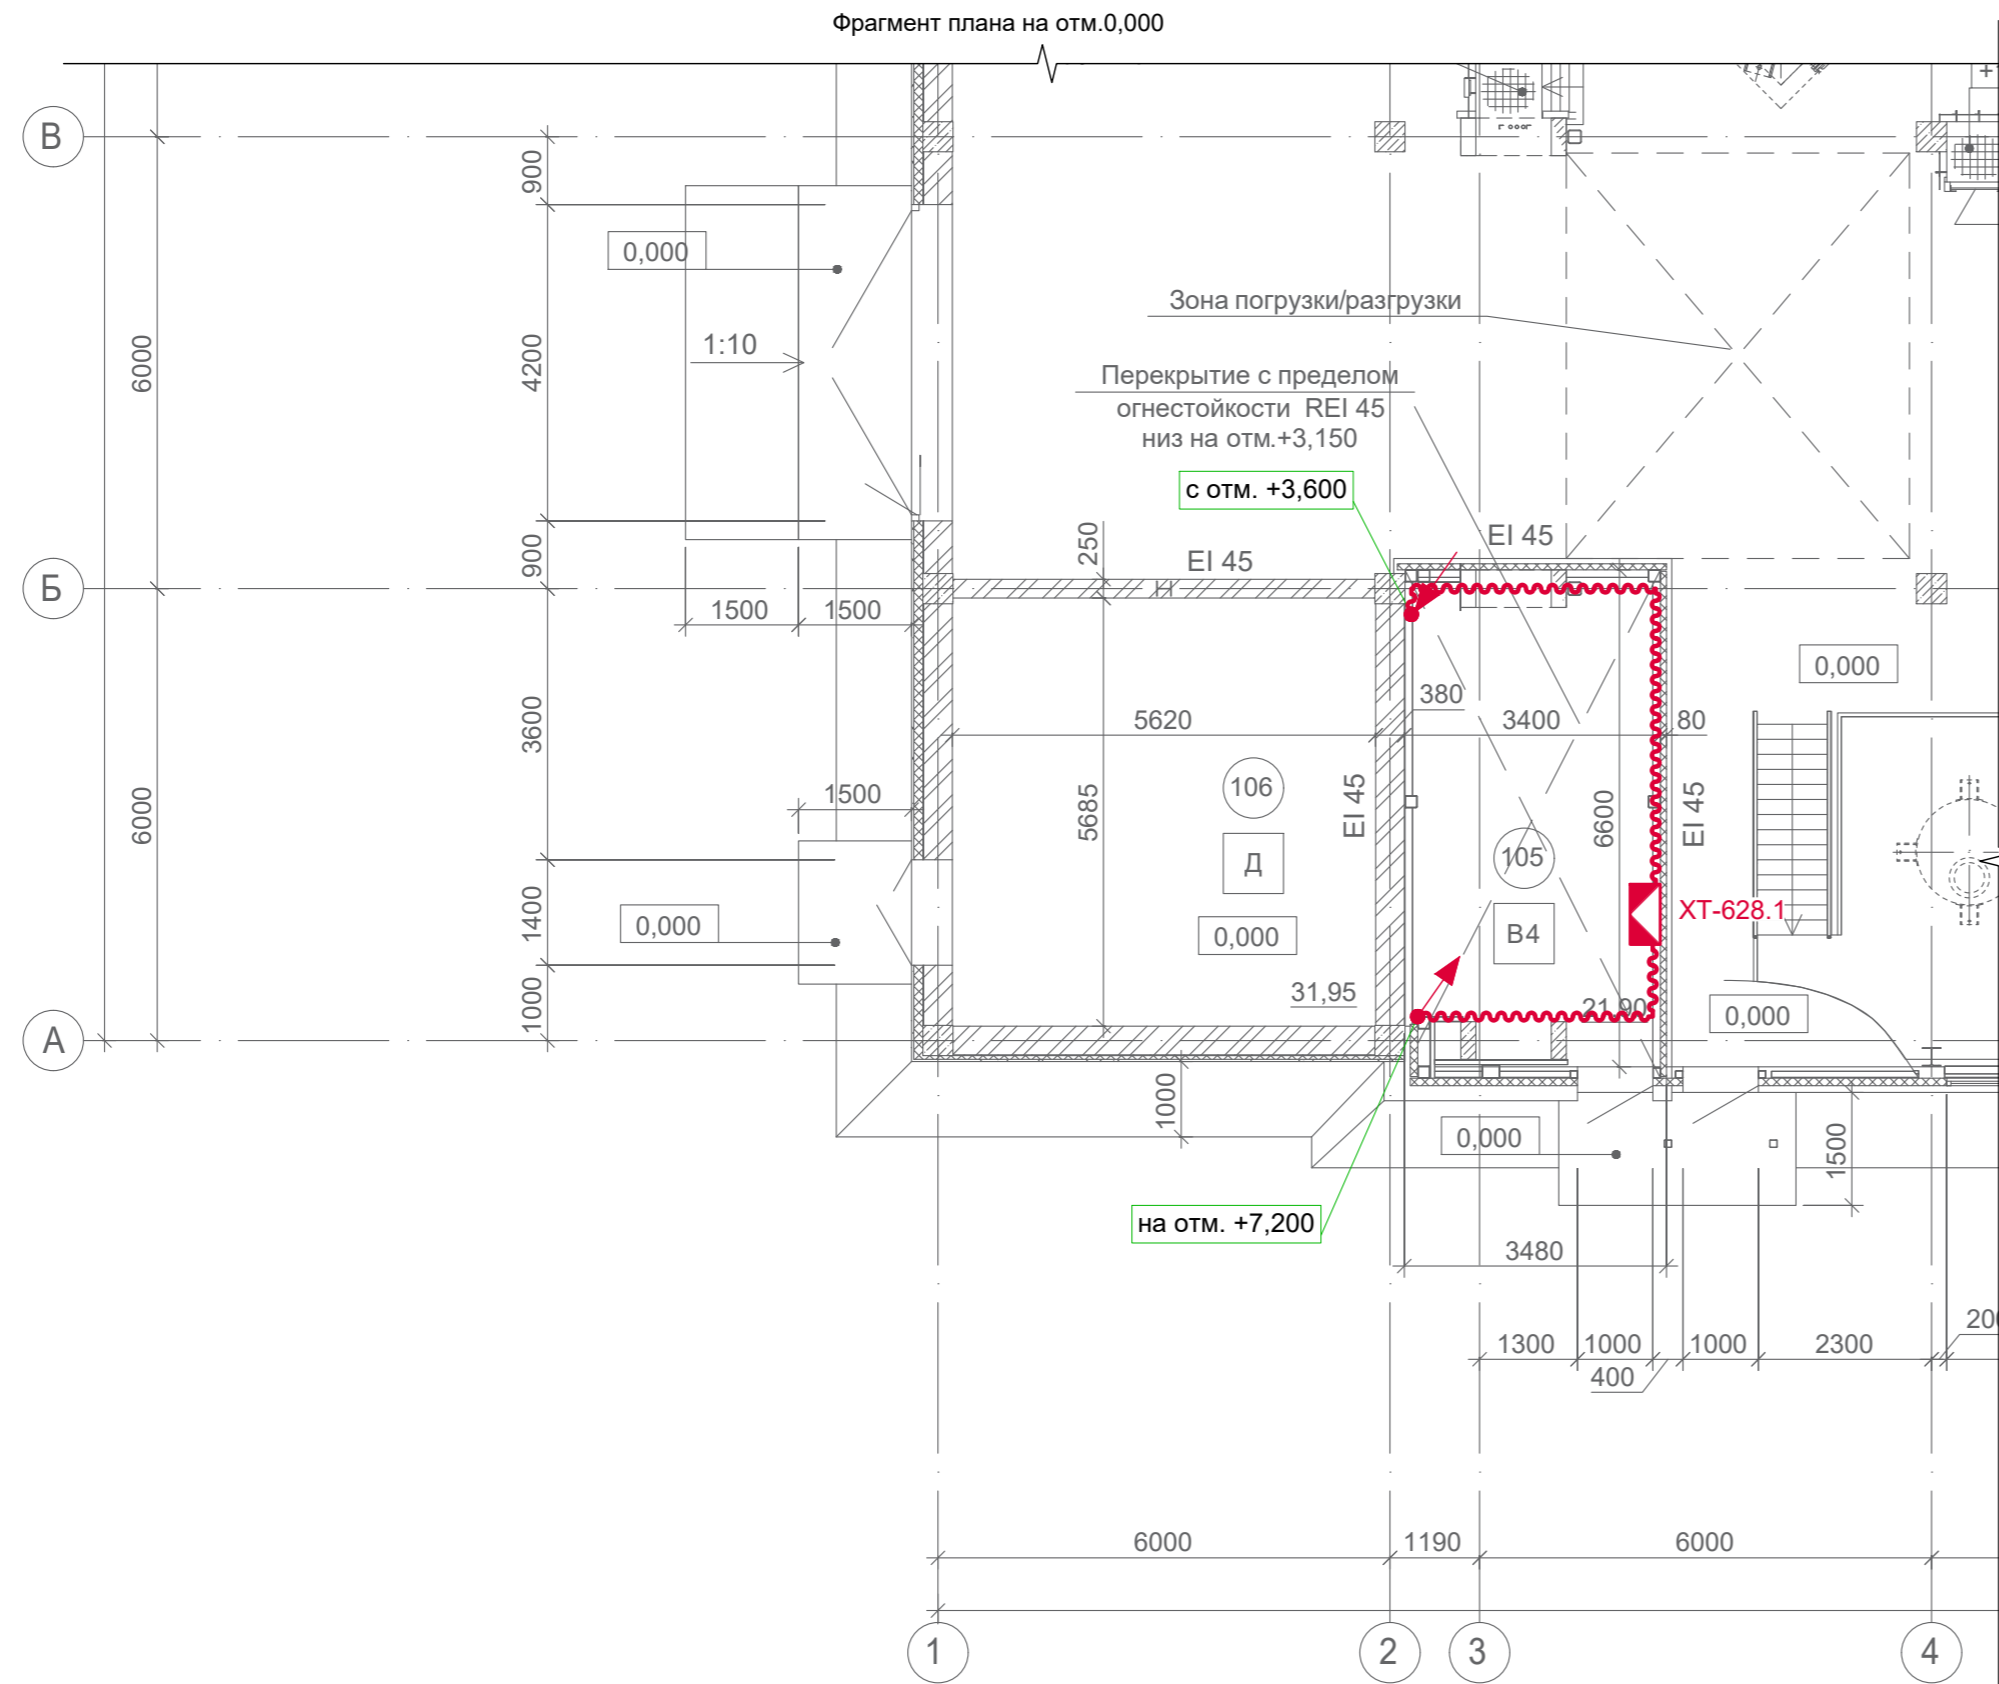 Фрагмент плана на отм.0,000
В
900
0,000
Зона погрузки/разгрузки
6000
4200
1:10
Перекрытие с пределом
огнестойкости REI 45
низ на отм.+3,150
с отм. +3,600
900
250
EI 45
EI 45
Б
1500
1500
0,000
380
3600
5620
3400
80
106
1500
6000
5685
EI 45
6600
EI 45
105
Д
1400
XT-628.1
0,000
0,000
В4
31,95
21,90
1000
0,000
А
1000
0,000
1500
на отм. +7,200
3480
1300
1000
1000
2300
400
6000
1190
6000
1
2
3
4